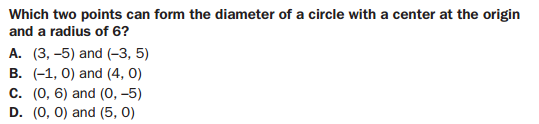 Which two points can form the diameter of a circle with a center at the origin
and a radius of 6?
A. (3, –5) and (–3, 5)
B. (–1, 0) and (4, 0)
C. (0, 6) and (0, –5)
D. (0, 0) and (5, 0)